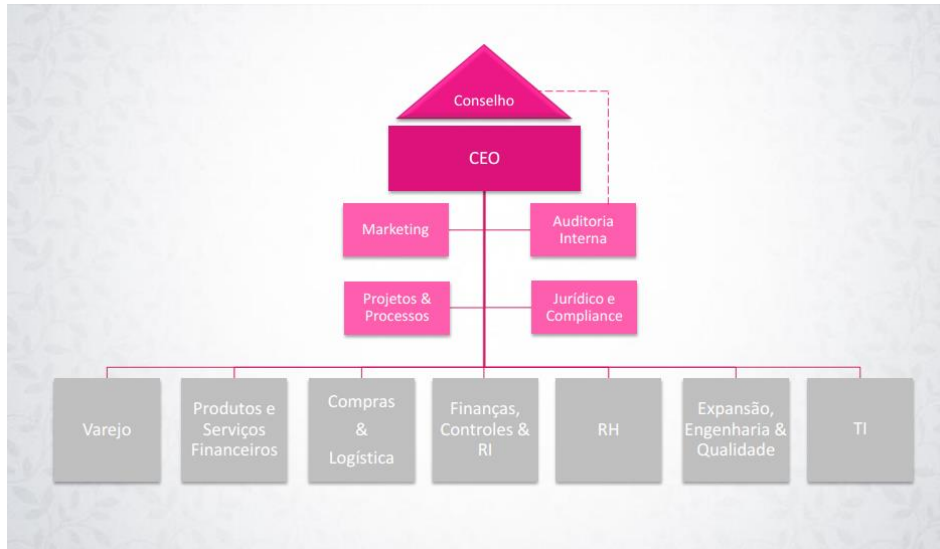 Conselho
CEO
Marketing
Auditoria
Interna
Projetos &
Processos
Jurídico e
Compliance
Varejo
Produtos e
Serviços
Financeiros
Compras
&
Logística
Finanças,
Controles &
RI
RH
Expansão,
Engenharia &
Qualidade
TI